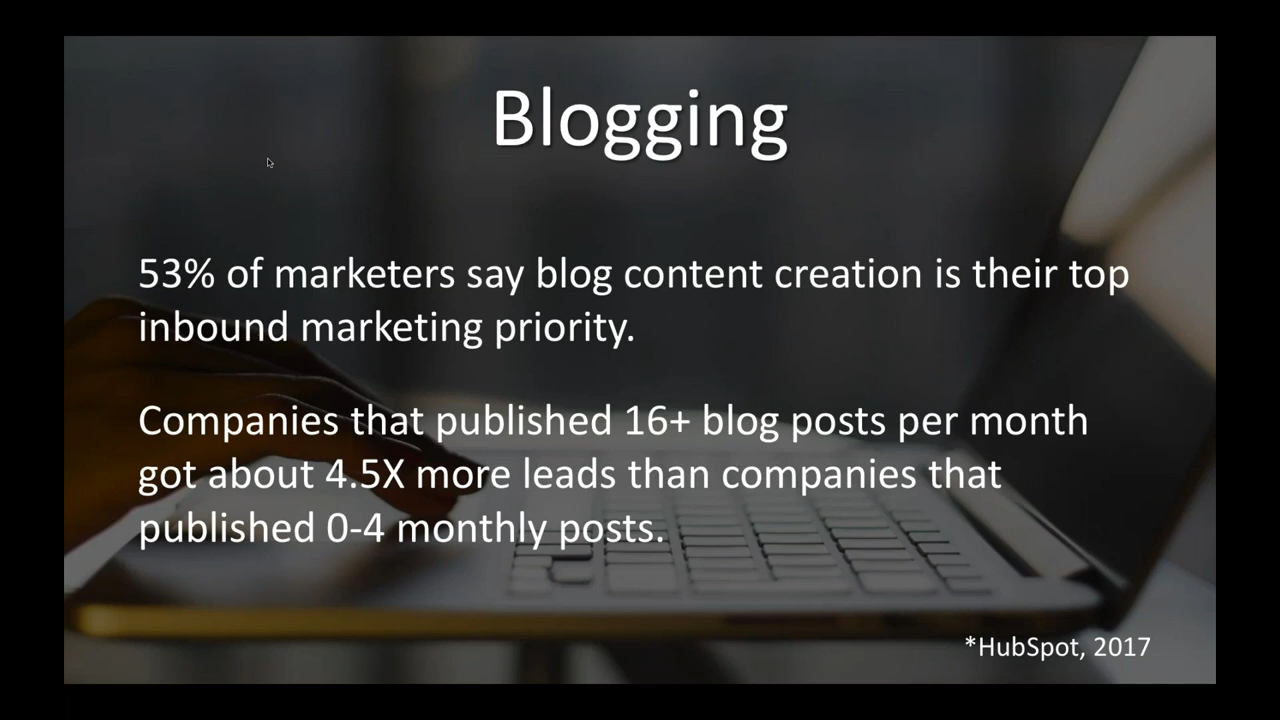 Blogging
53% of marketers say blog content creation is their top
inbound marketing priority.
Companies that published 16+ blog posts per month
got about 4.5X more leads than companies that
published 0-4 monthly posts.
*HubSpot, 2017